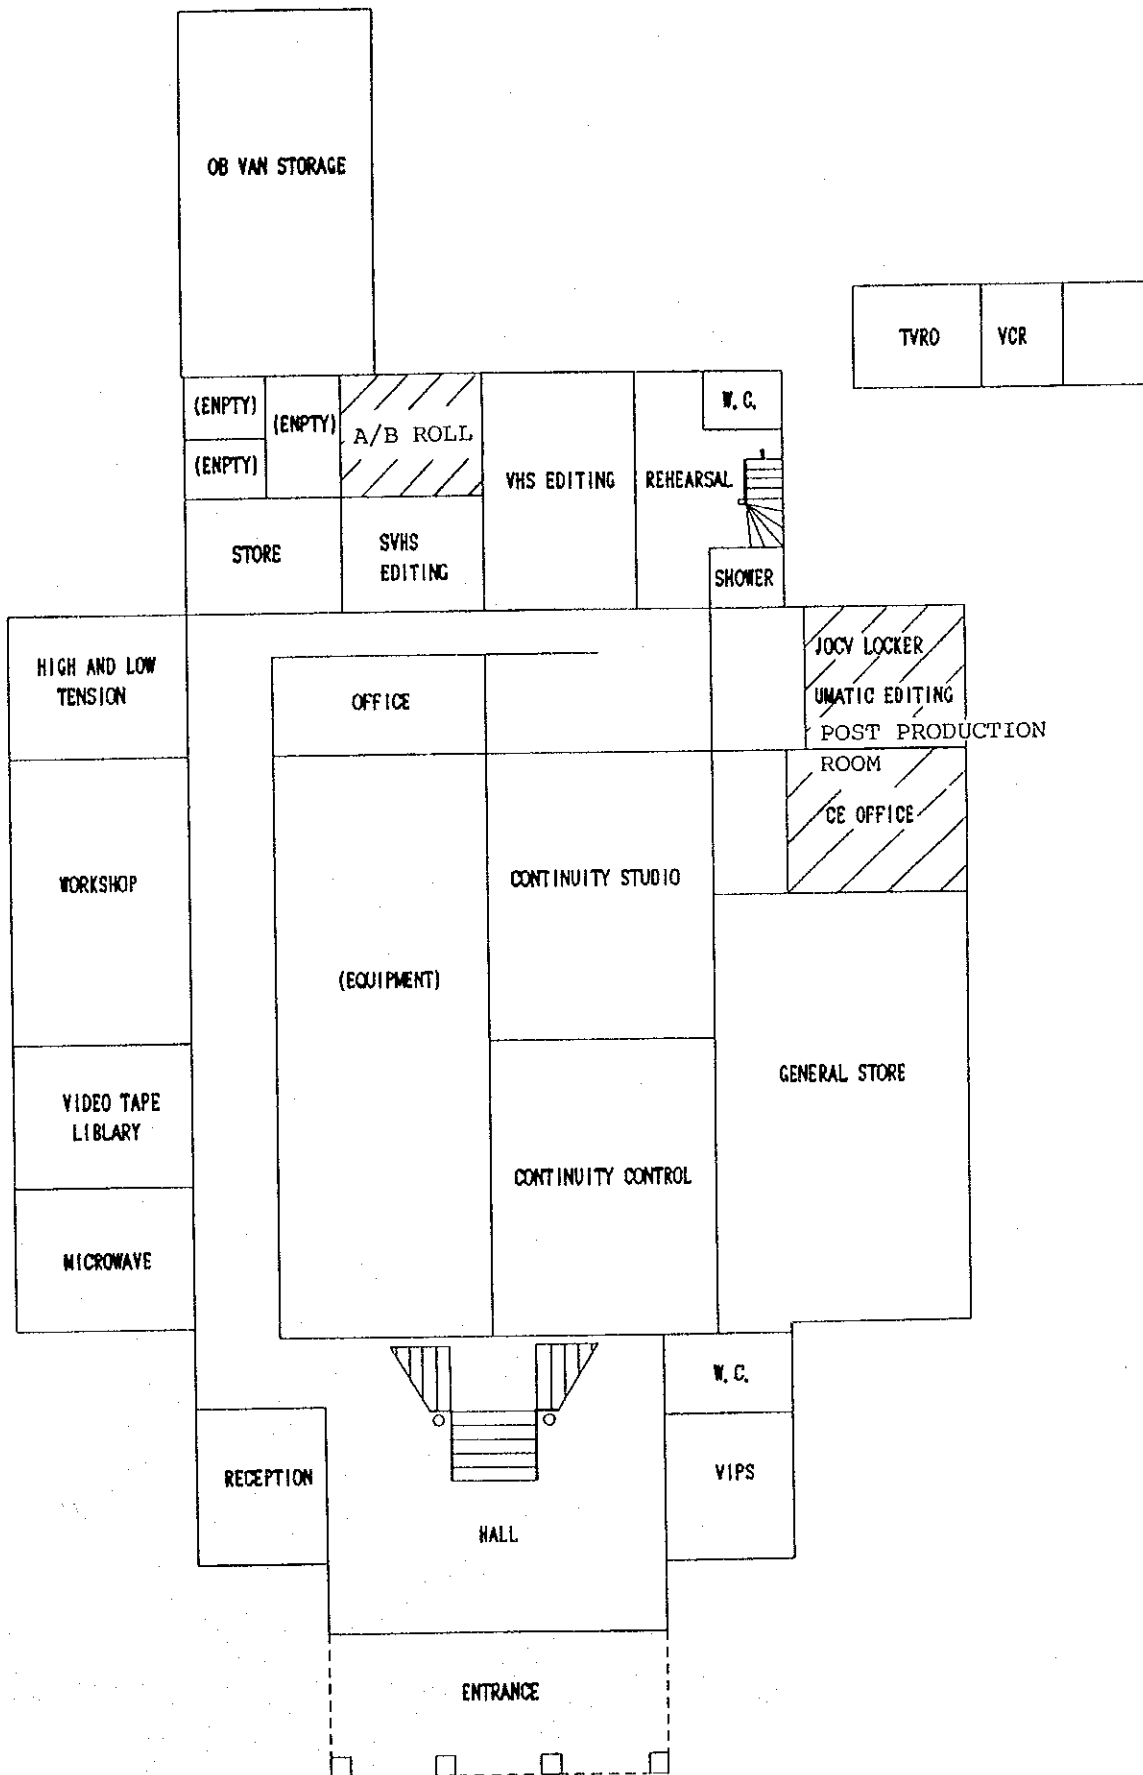 OB VAN STORAGE
TVRO
VCR
(ENPTY)
(ENPTY)
(ENPTY)
A/B ROLL
VHS EDITING
REHEARSAL
W.C.
STORE
SVHS
EDITING
SHOWER
HIGH AND LOW
TENSION
OFFICE
JOCV LOCKER
UMATIC EDITING
POST PRODUCTION
ROOM
CE OFFICE
WORKSHOP
CONTINUITY STUDIO
(EQUIPMENT)
GENERAL STORE
VIDEO TAPE
LIBLARY
CONTINUITY CONTROL
MICROWAVE
W.C.
RECEPTION
VIPS
HALL
ENTRANCE